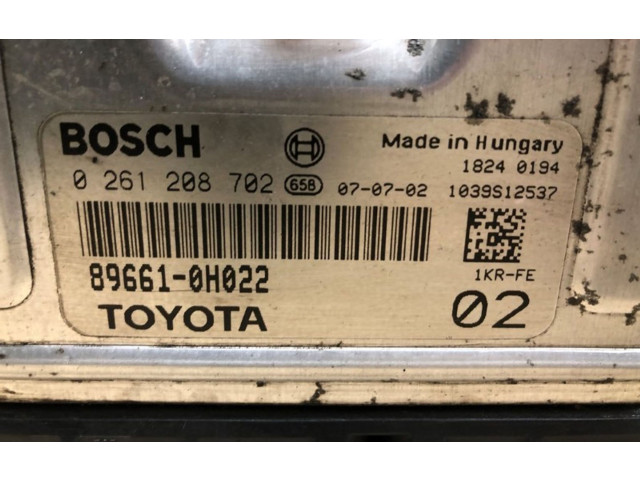 BOSCH Made in Hungary
1824 0194
0 261 208 702 658 07-07-02 1039S12537
89661-0H022 1KR-FE
TOYOTA 02